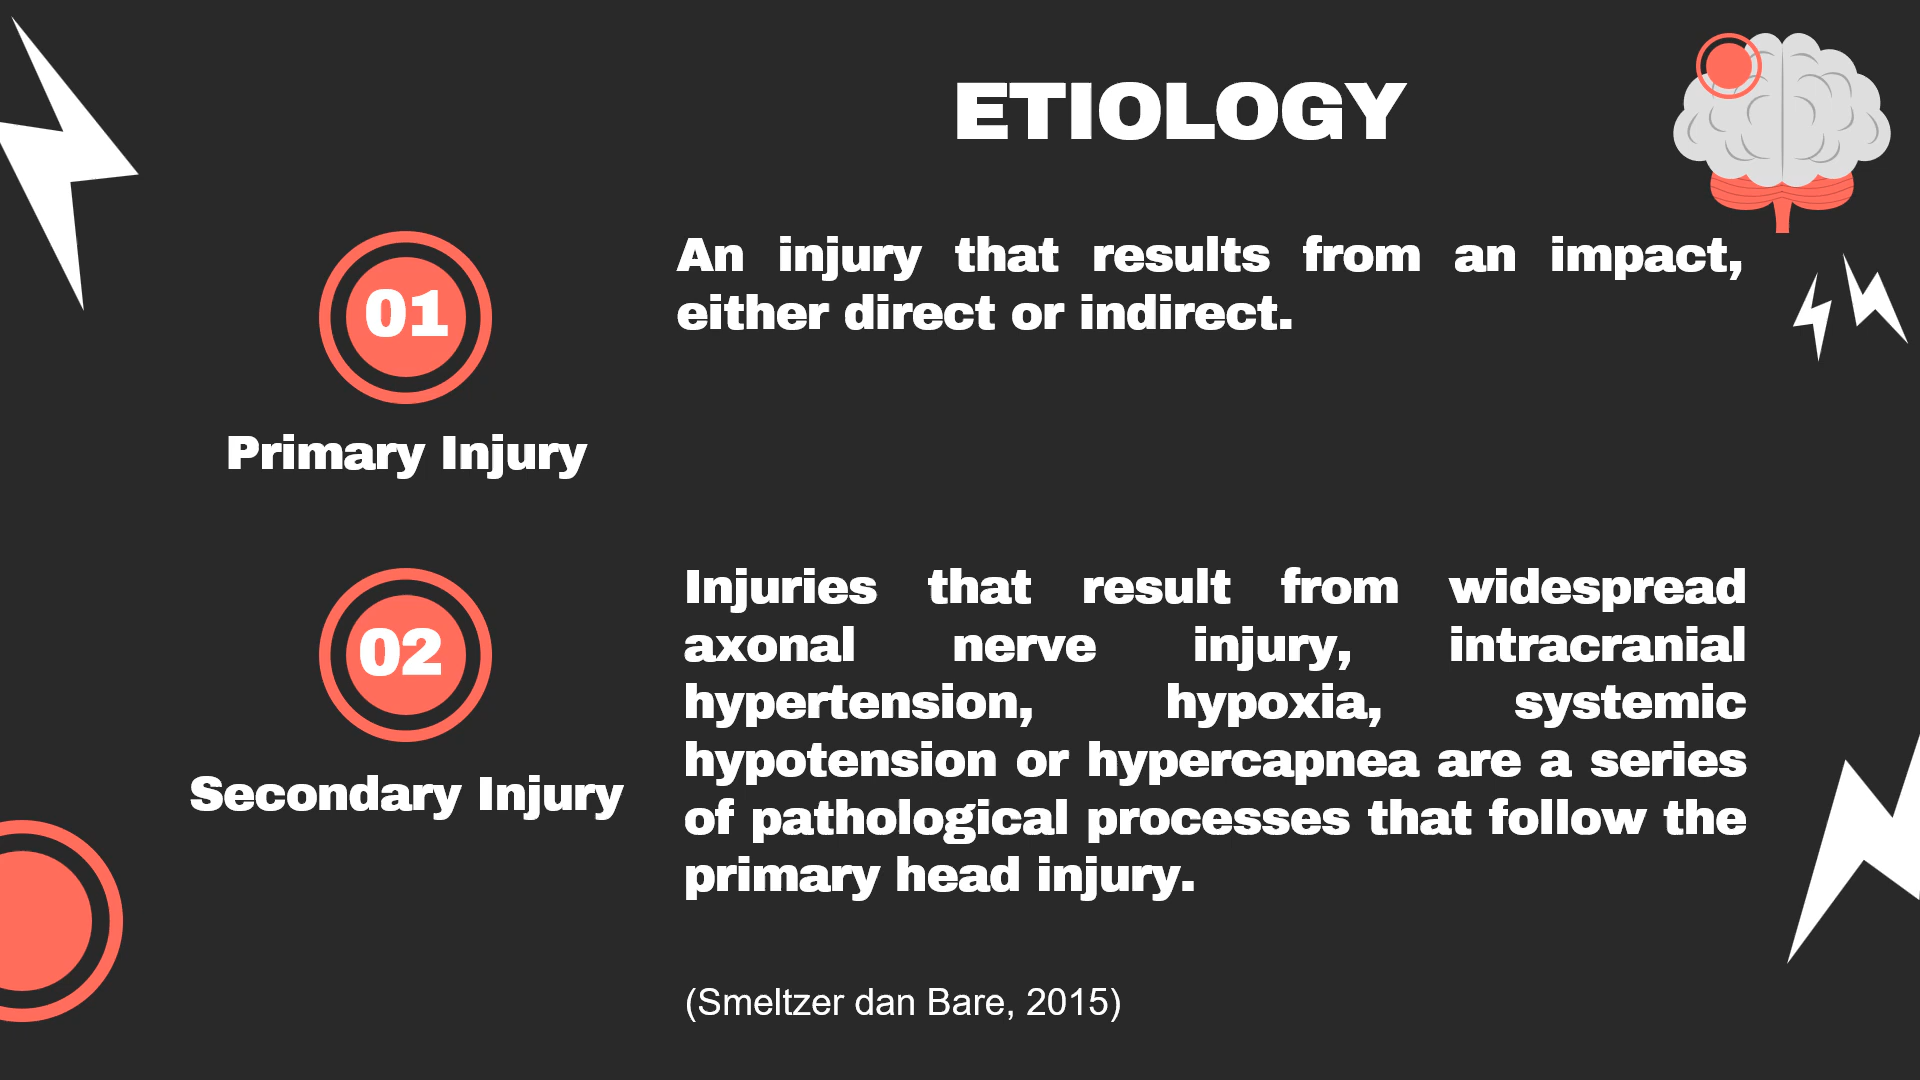 ETIOLOGY
01
Primary Injury
An injury that results from an impact,
either direct or indirect.
02
Secondary Injury
Injuries that result from widespread
axonal nerve injury, intracranial
hypertension, hypoxia, systemic
hypotension or hypercapnea are a series
of pathological processes that follow the
primary head injury.
(Smeltzer dan Bare, 2015)